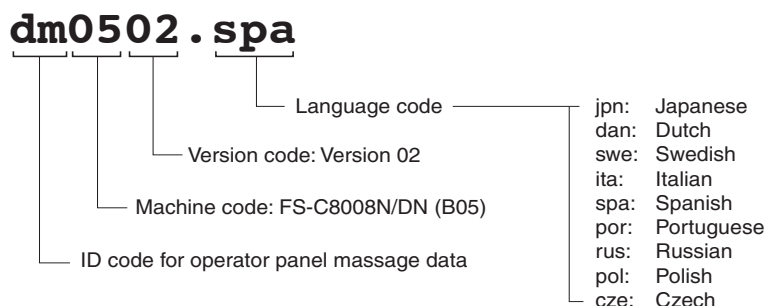 dm0502.spa
Language code
Version code: Version 02
Machine code: FS-C8008N/DN (B05)
ID code for operator panel massage data
jpn: Japanese
dan: Dutch
swe: Swedish
ita: Italian
spa: Spanish
por: Portuguese
rus: Russian
pol: Polish
cze: Czech